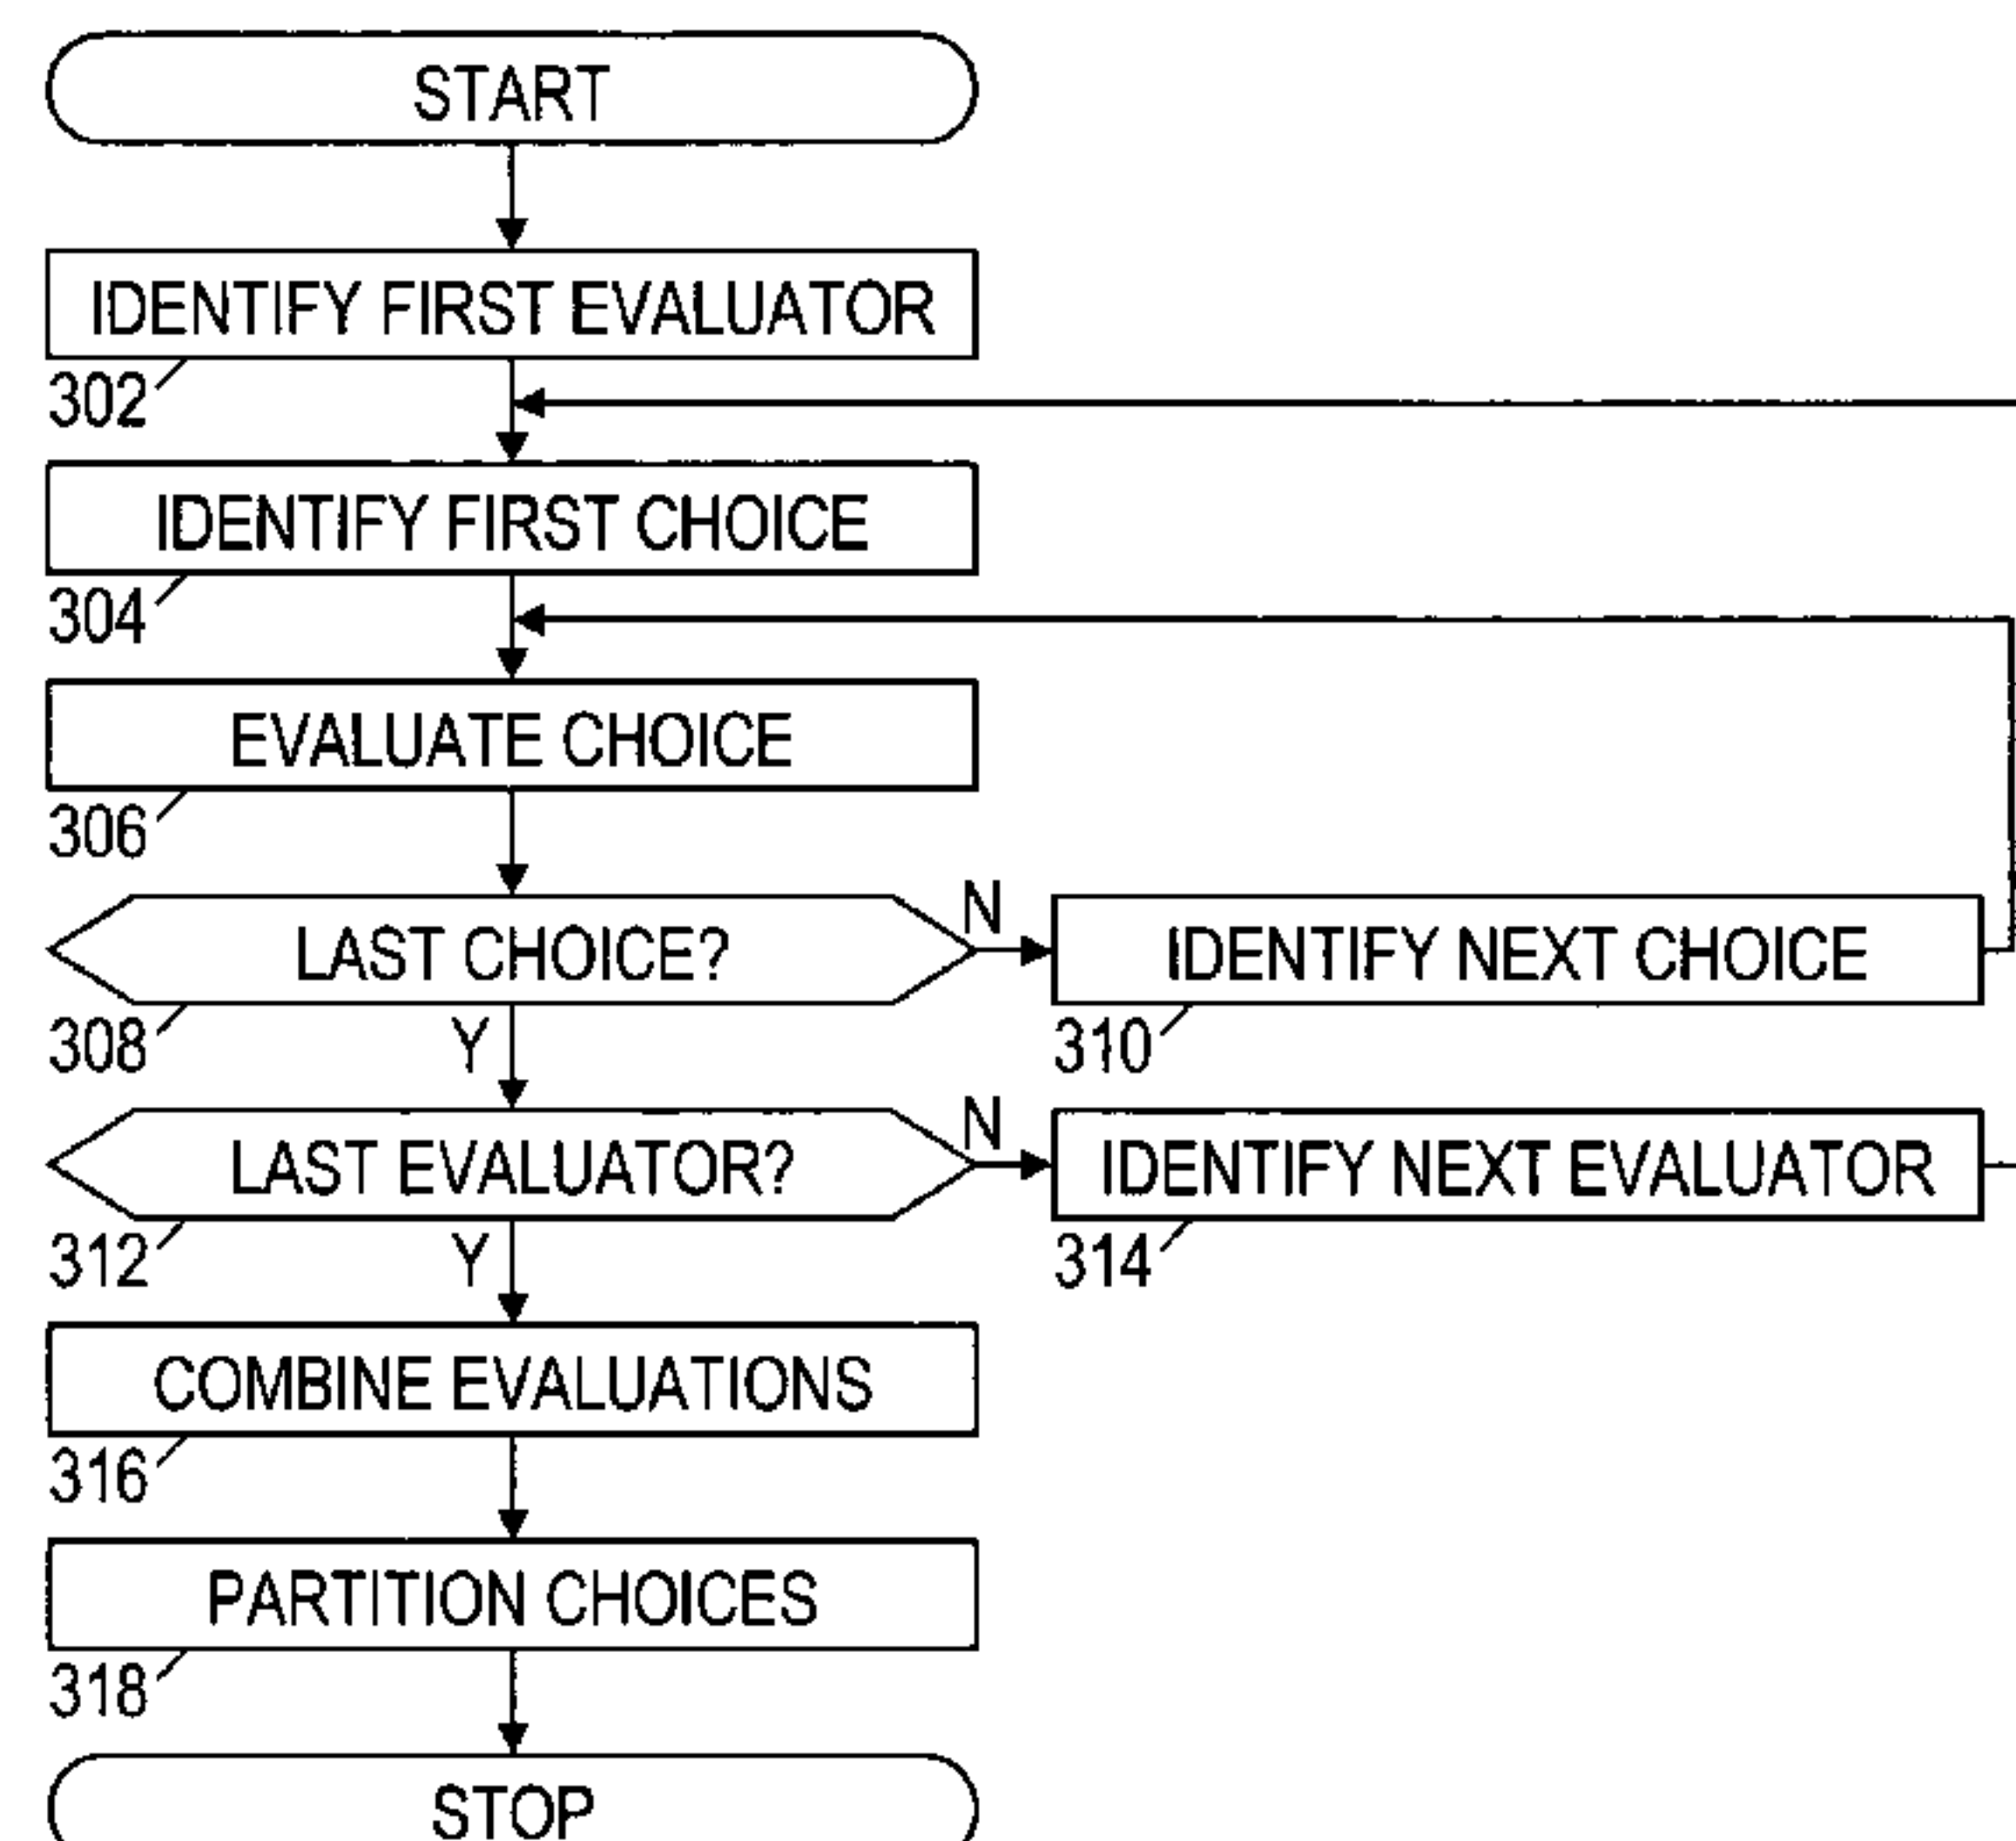 START
IDENTIFY FIRST EVALUATOR
302
IDENTIFY FIRST CHOICE
304
EVALUATE CHOICE
306
LAST CHOICE?
N
IDENTIFY NEXT CHOICE
308
Y
310
LAST EVALUATOR?
N
IDENTIFY NEXT EVALUATOR
312
Y
314
COMBINE EVALUATIONS
316
PARTITION CHOICES
318
STOP